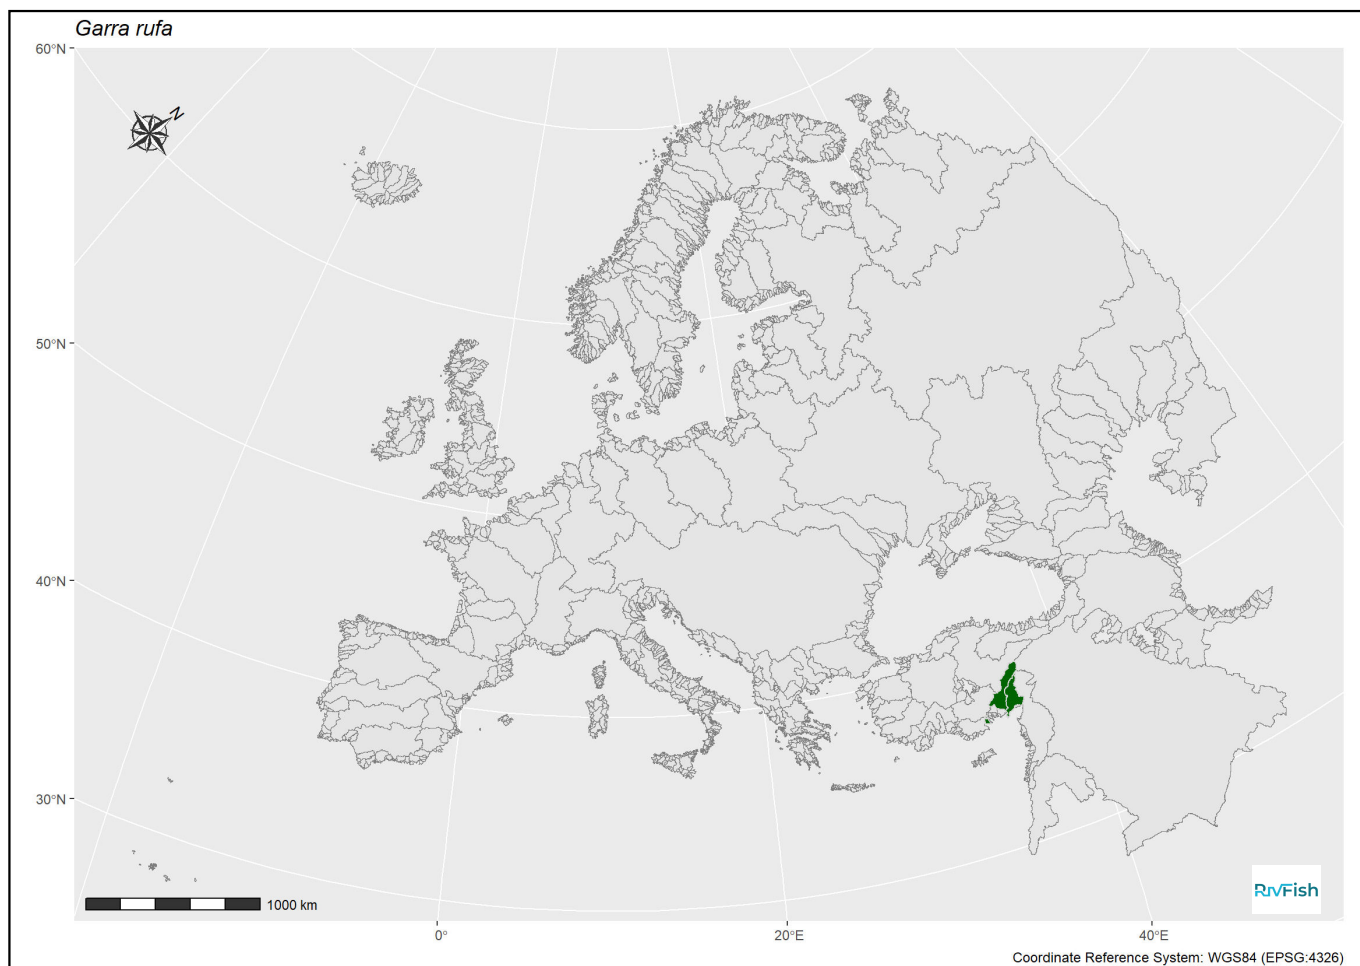 Garra rufa
60°N
N
50°N
40°N
30°N
1000 km
RIVFISH
0°
20°E
40°E
Coordinate Reference System: WGS84 (EPSG:4326)